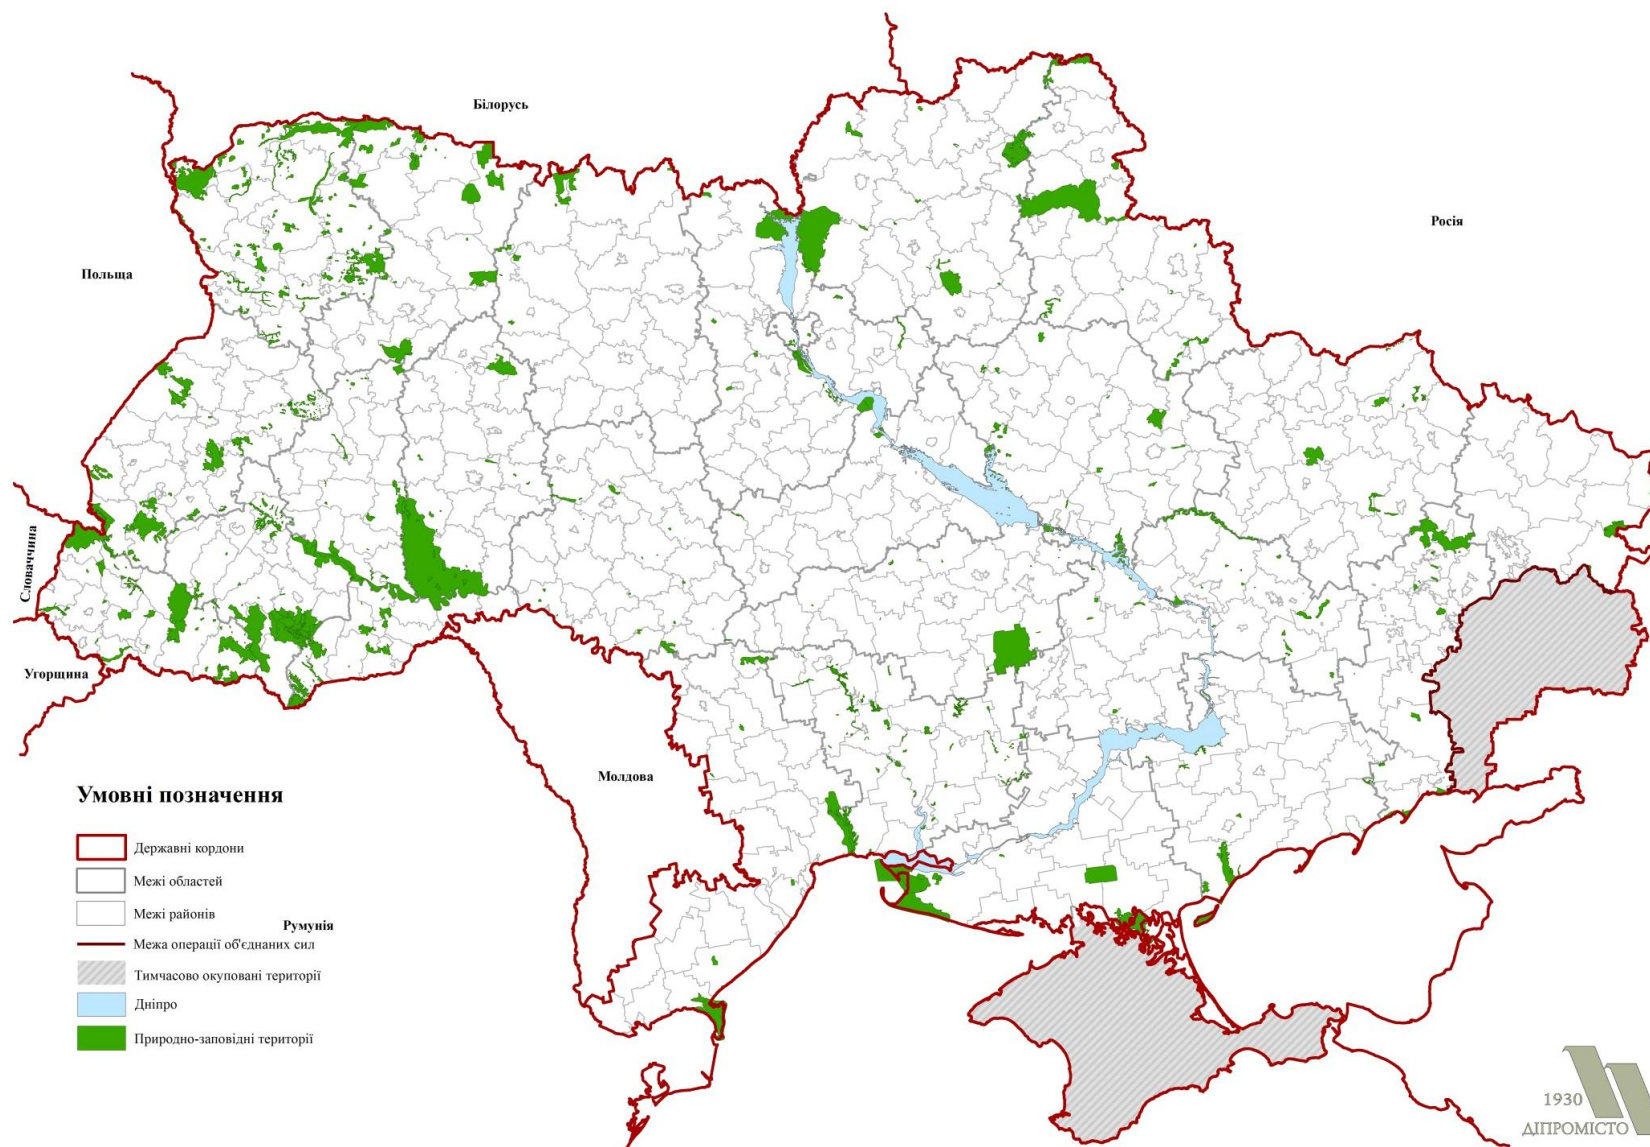 Білорусь
Росія
Польща
Словаччина
Угорщина
Молдова
Румунія
Умовні позначення
Державні кордони
Межі областей
Межі районів
Межа операції об'єднаних сил
Тимчасово окуповані території
Дніпро
Природно-заповідні території
1930
ДІПРОМІСТО